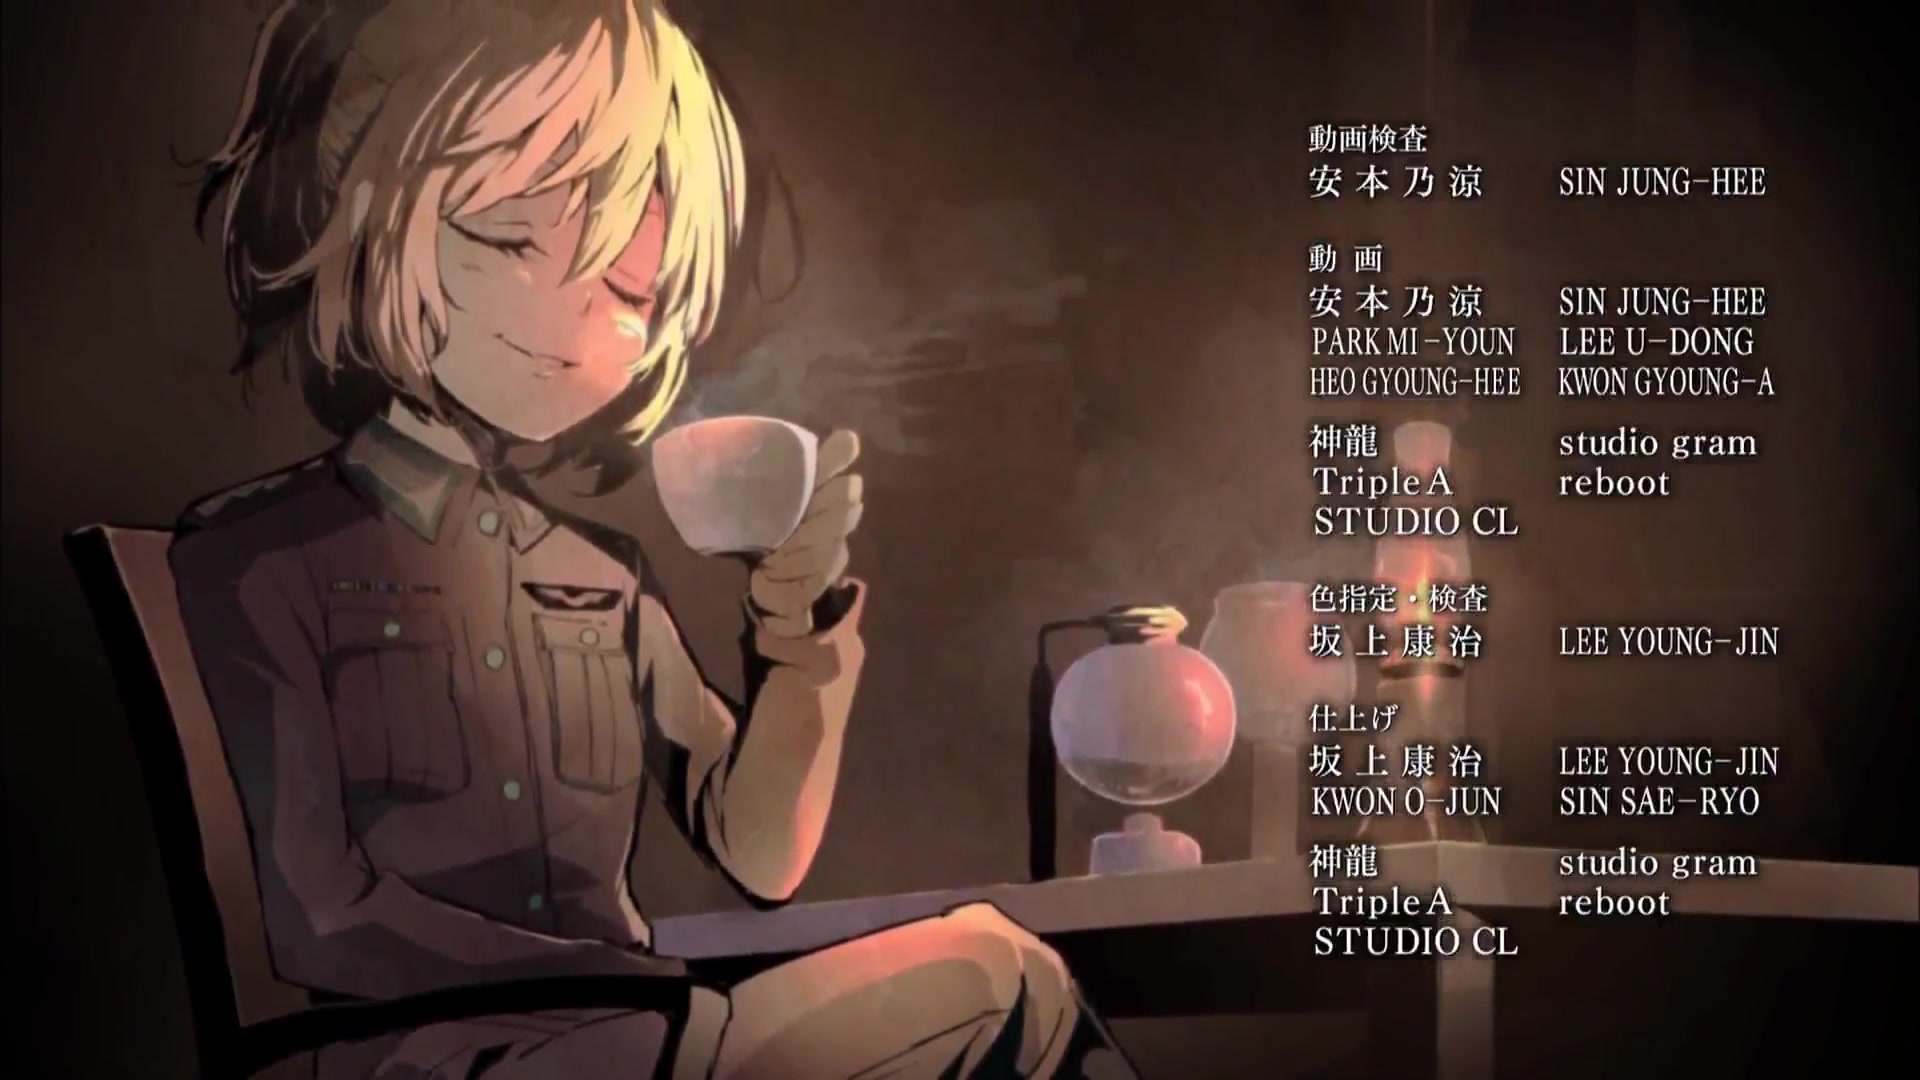 動画検査
安本乃涼 SIN JUNG-HEE
動画
安本乃涼 SIN JUNG-HEE
PARK MI-YOUN LEE U-DONG
HEO GYOUNG-HEE KWON GYOUNG-A
神龍 studio gram
Triple A reboot
STUDIO CL
色指定・検査
坂上康治 LEE YOUNG-JIN
仕上げ
坂上康治 LEE YOUNG-JIN
KWON O-JUN SIN SAE-RYO
神龍 studio gram
Triple A reboot
STUDIO CL